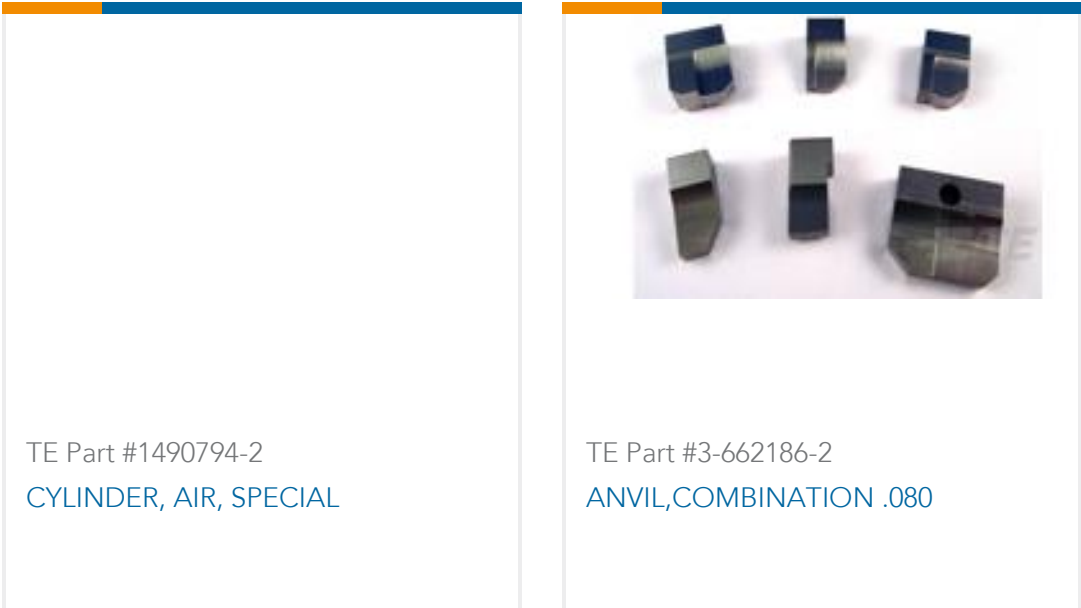 TE Part #1490794-2
CYLINDER, AIR, SPECIAL
TE Part #3-662186-2
ANVIL,COMBINATION .080